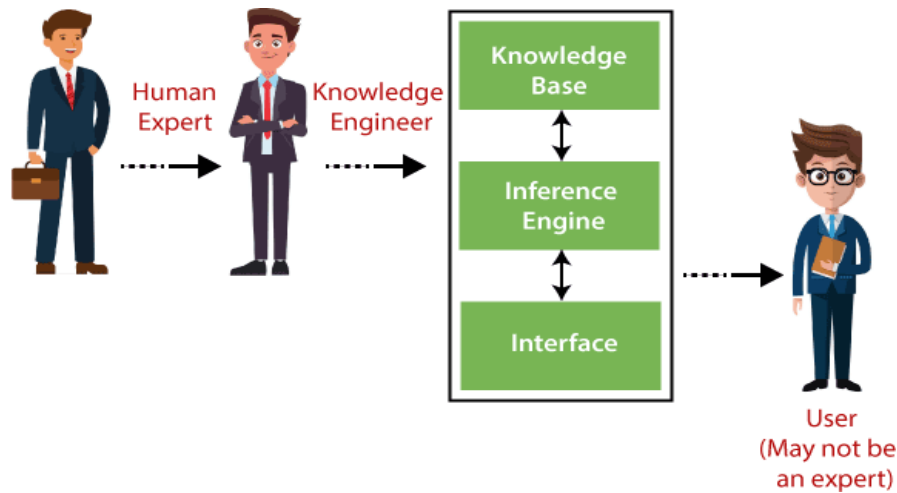 Human
Expert
Knowledge
Engineer
Knowledge
Base
Inference
Engine
Interface
User
(May not be
an expert)